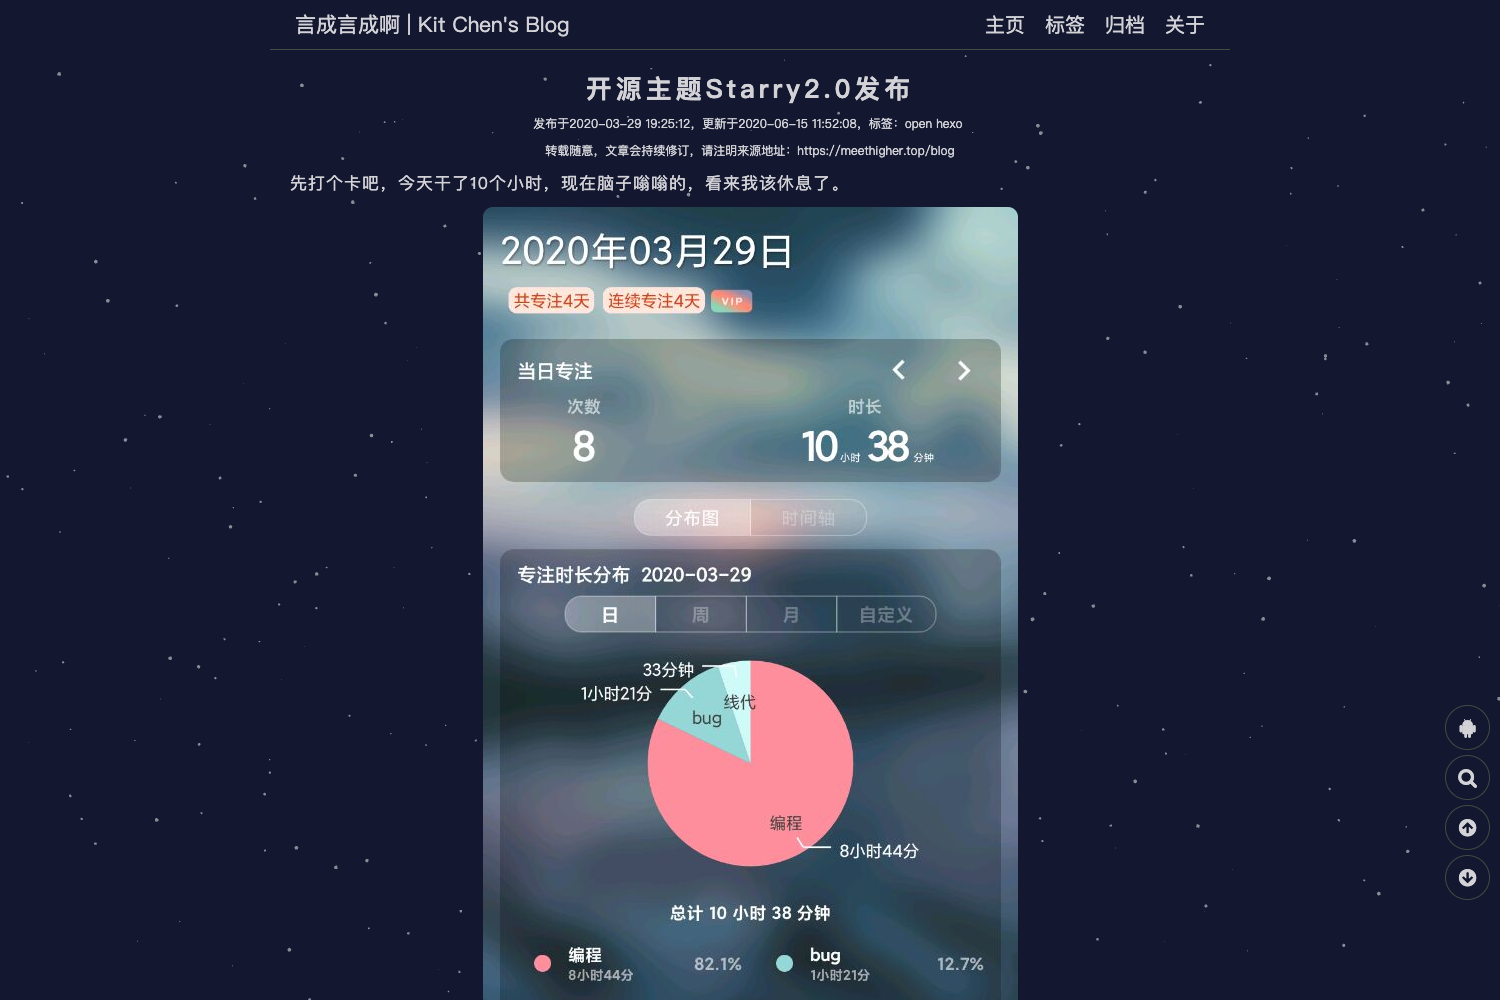 言成言成啊 | Kit Chen's Blog
主页 标签 归档 关于
开源主题Starry2.0发布
发布于2020-03-29 19:25:12，更新于2020-06-15 11:52:08，标签：open hexo
转载随意，文章会持续修订，请注明来源地址：https://meethigher.top/blog
先打个卡吧，今天干了10个小时，现在脑子嗡嗡的，看来我该休息了。
2020年03月29日
共专注4天 连续专注4天 VIP
当日专注
次数 时长
8 10小时 38分钟
分布图 时间轴
专注时长分布 2020-03-29
日 周 月 自定义
33分钟
1小时21分
线代
bug
编程
8小时44分
总计 10 小时 38 分钟
编程 82.1% bug 12.7%
8小时44分 1小时21分